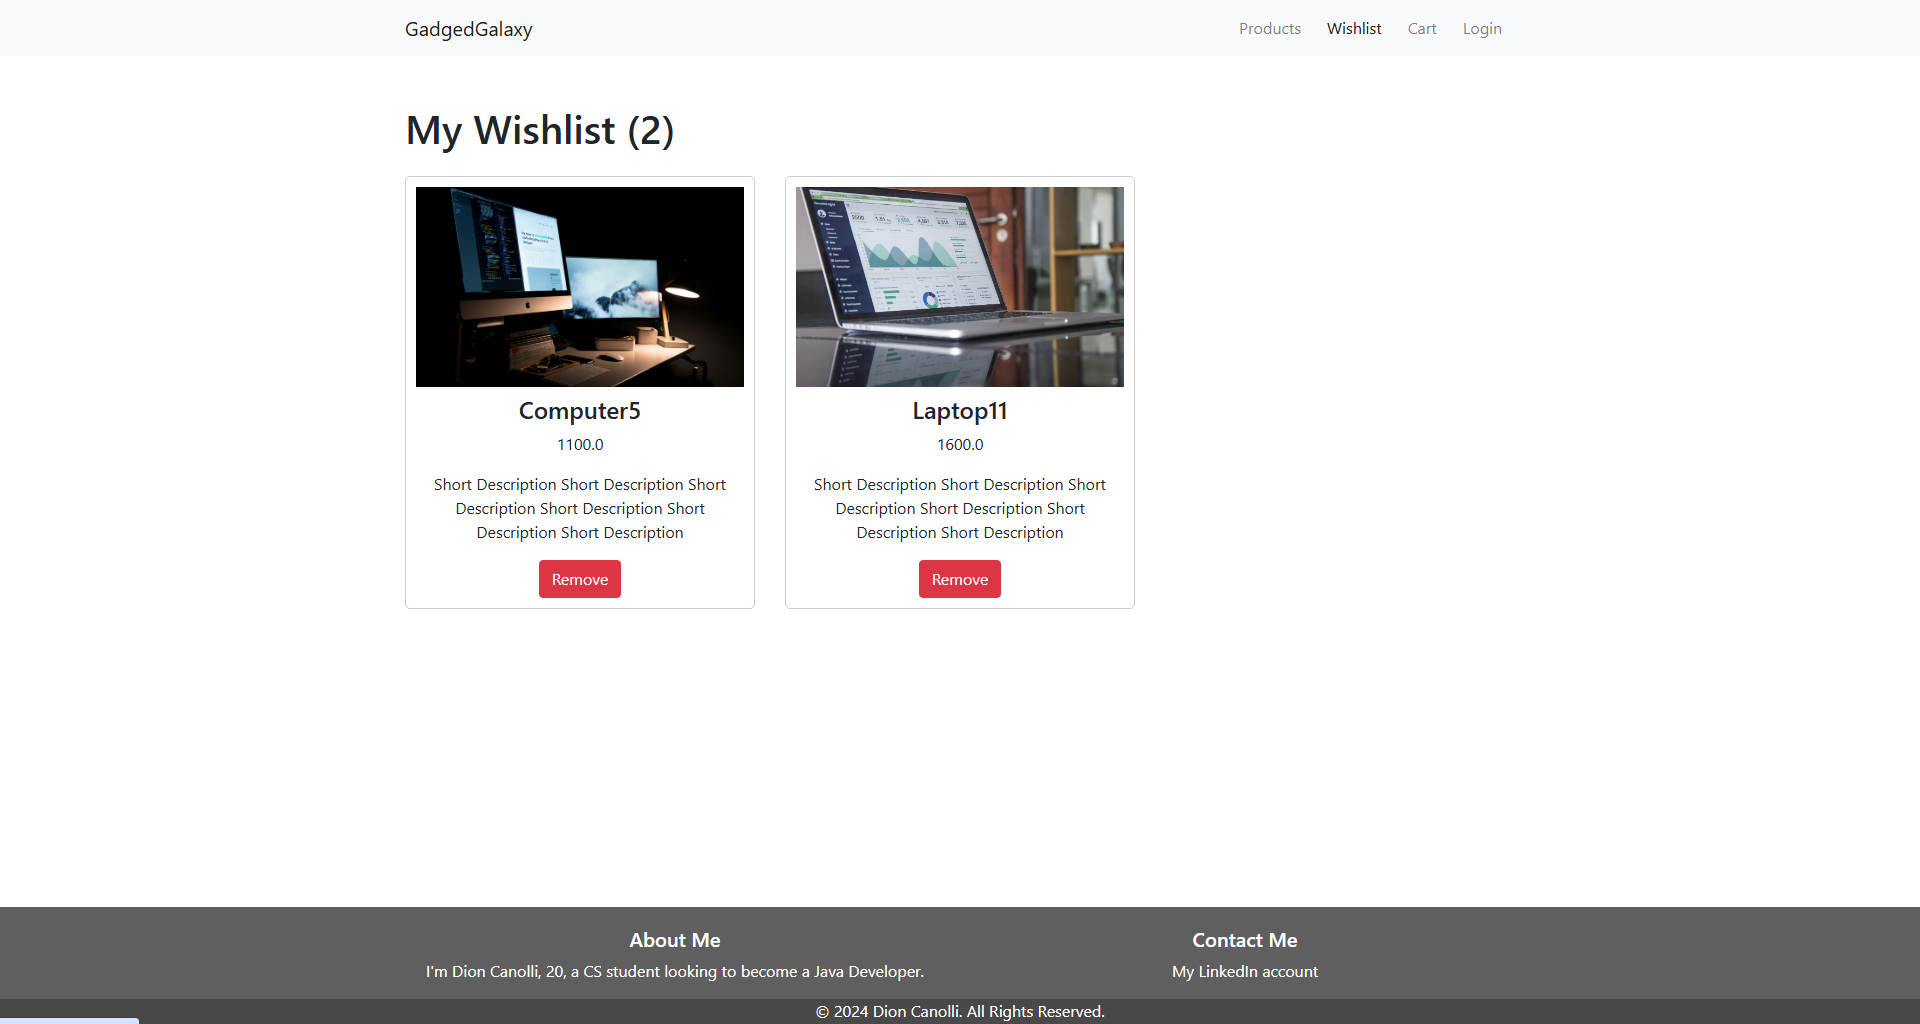 GadgedGalaxy
Products Wishlist Cart Login
My Wishlist (2)
Computer5
1100.0
Short Description Short Description Short
Description Short Description Short
Description Short Description
Remove
Laptop11
1600.0
Short Description Short Description Short
Description Short Description Short
Description Short Description
Remove
About Me
I'm Dion Canolli, 20, a CS student looking to become a Java Developer.
Contact Me
My LinkedIn account
© 2024 Dion Canolli. All Rights Reserved.